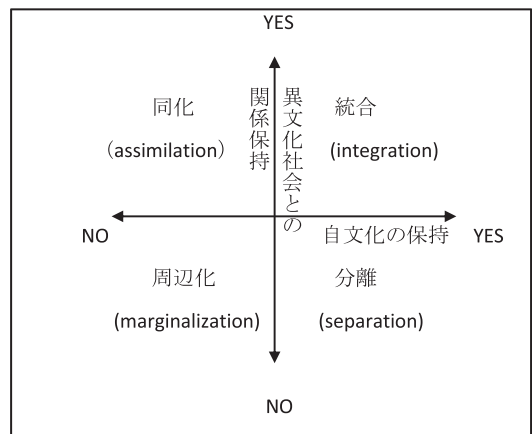 YES
異文化社会との
関係保持
同化
(assimilation)
統合
(integration)
NO
自文化の保持
YES
周辺化
(marginalization)
分離
(separation)
NO